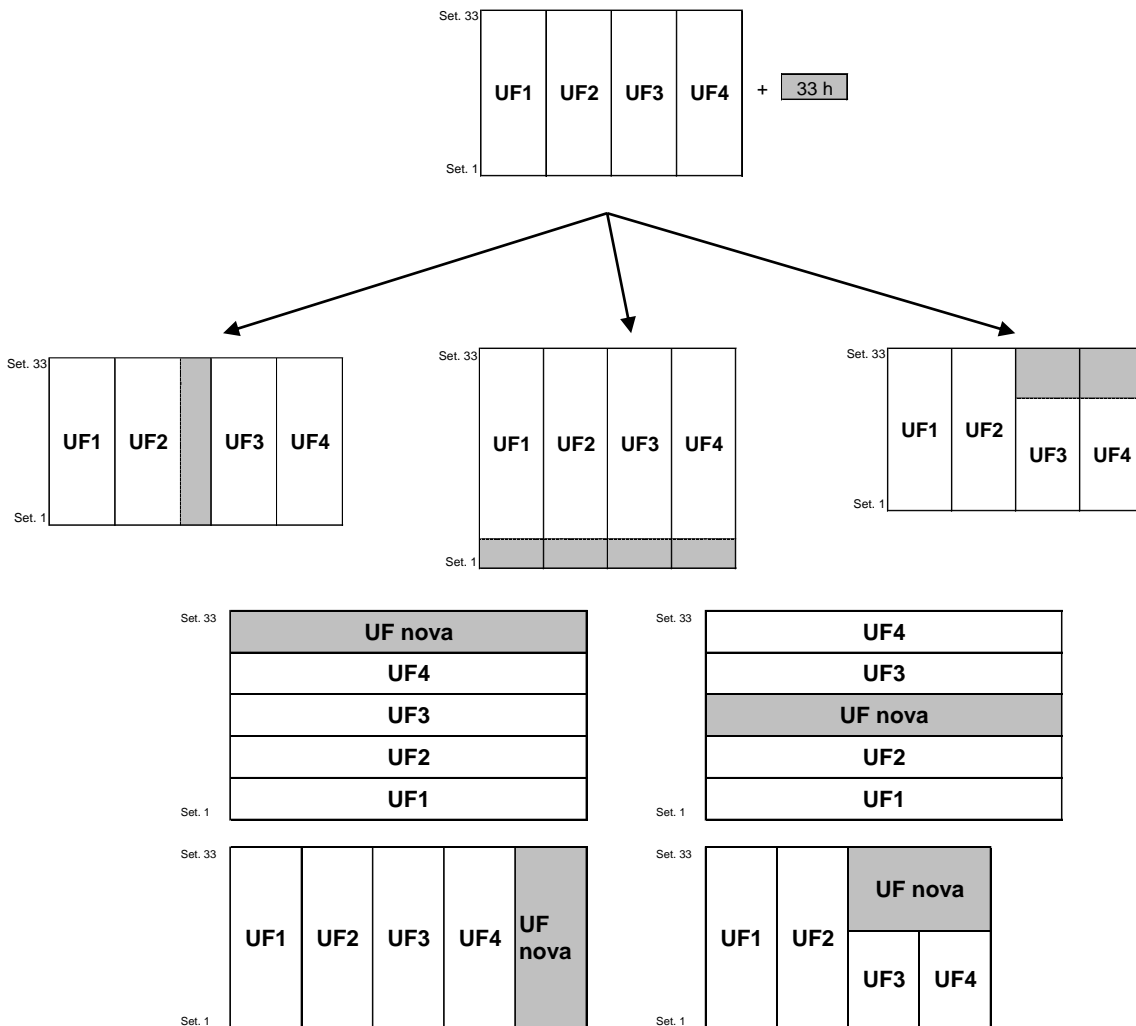 Set. 33
UF1 UF2 UF3 UF4 + 33 h
Set. 1
Set. 33
UF1 UF2 UF3 UF4
Set. 1
Set. 33
UF1 UF2 UF3 UF4
Set. 1
Set. 33
UF1 UF2 UF3 UF4
Set. 1
Set. 33
UF nova
UF4
UF3
UF2
UF1
Set. 1
Set. 33
UF4
UF3
UF nova
UF2
UF1
Set. 1
Set. 33
UF1 UF2 UF3 UF4 UF
nova
Set. 1
Set. 33
UF nova
UF1 UF2
UF3 UF4
Set. 1